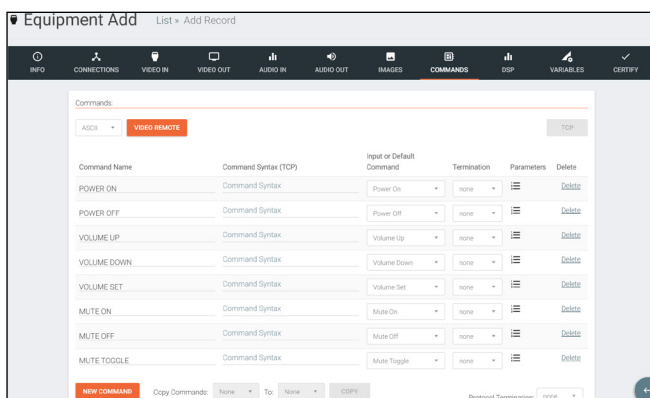 Equipment Add List » Add Record
INFO CONNECTIONS VIDEO IN VIDEO OUT AUDIO IN AUDIO OUT IMAGES COMMANDS DSP VARIABLES CERTIFY
Commands
ASCII VIDEO REMOTE TCP
Input or Default
Command Name Command Syntax (TCP) Command Termination Parameters Delete
POWER ON Command Syntax Power On none Delete
POWER OFF Command Syntax Power Off none Delete
VOLUME UP Command Syntax Volume Up none Delete
VOLUME DOWN Command Syntax Volume Down none Delete
VOLUME SET Command Syntax Volume Set none Delete
MUTE ON Command Syntax Mute On none Delete
MUTE OFF Command Syntax Mute Off none Delete
MUTE TOGGLE Command Syntax Mute Toggle none Delete
NEW COMMAND Copy Commands: None To: None COPY Protocol Termination: none